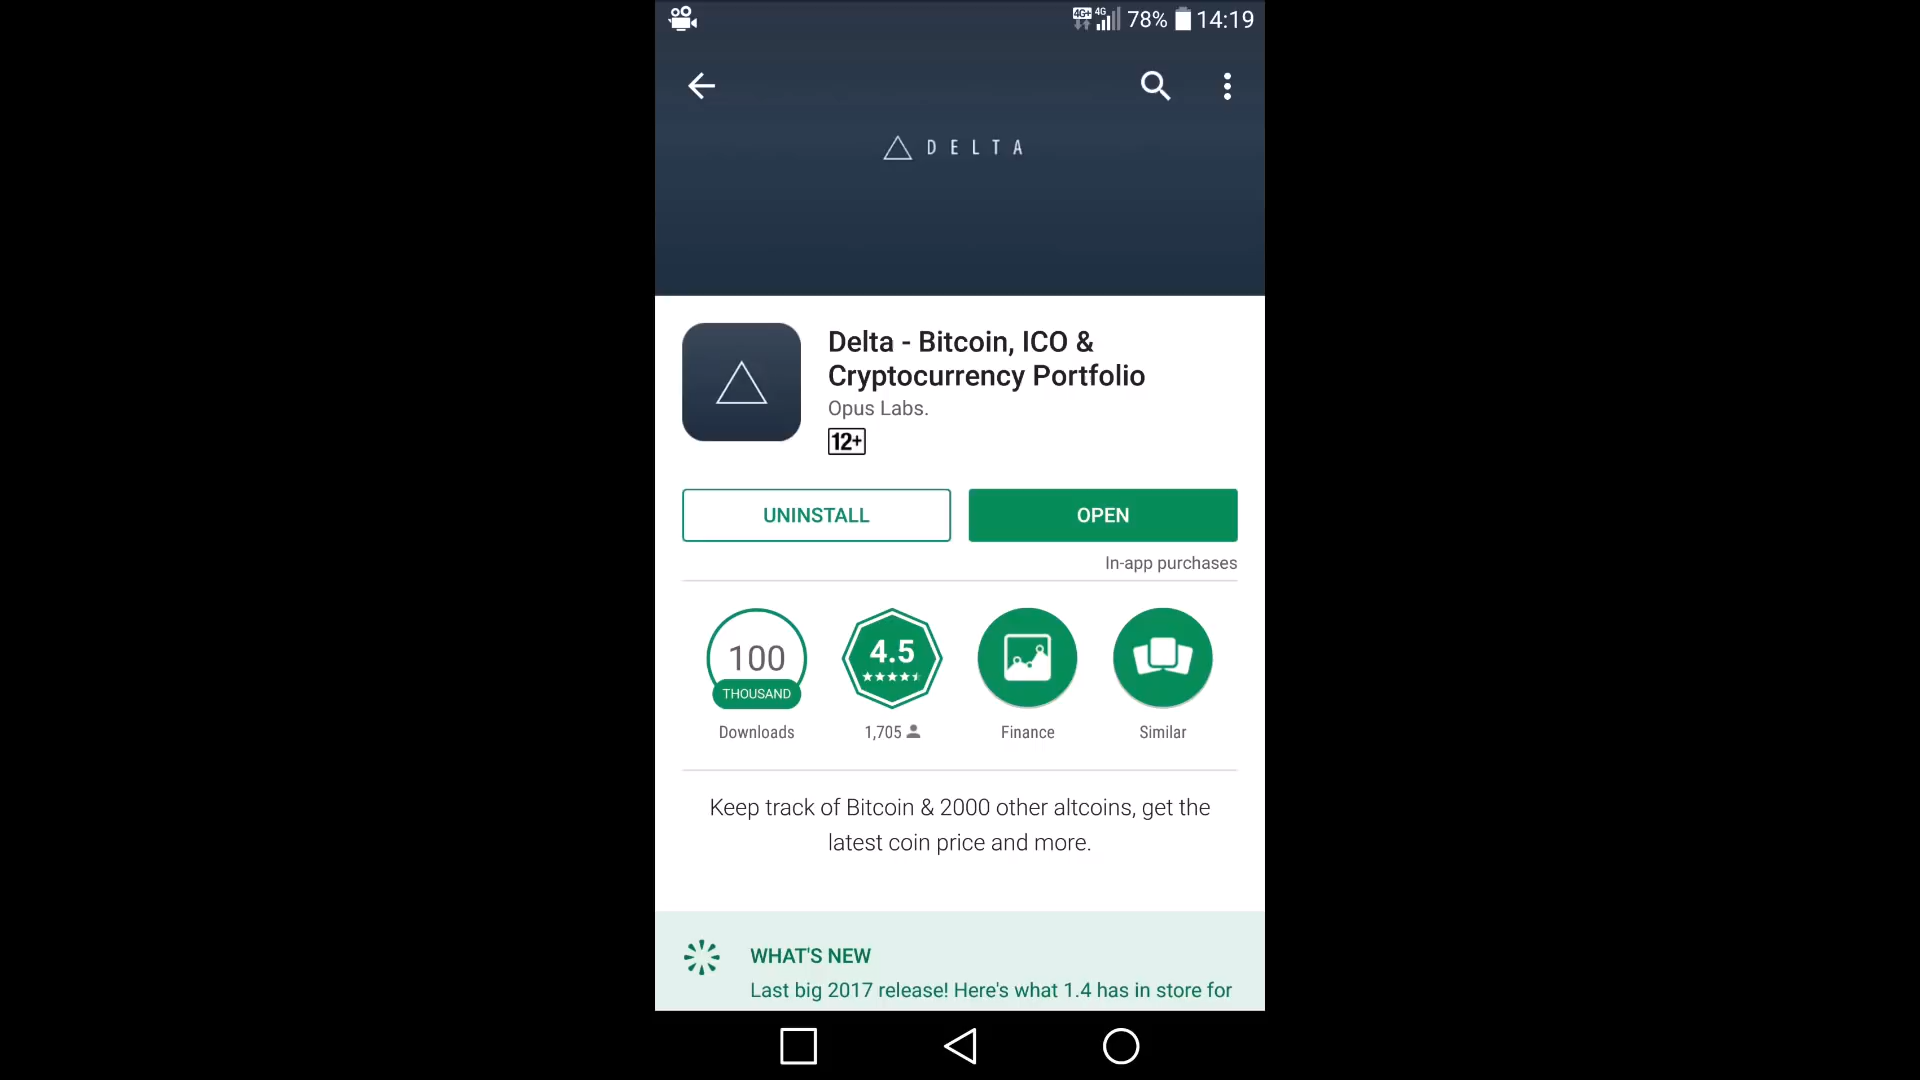 4G+ 4G 78% 14:19
DELTA
Delta - Bitcoin, ICO &
Cryptocurrency Portfolio
Opus Labs.
12+
UNINSTALL
OPEN
In-app purchases
100
THOUSAND
4.5
Downloads
1,705
Finance
Similar
Keep track of Bitcoin & 2000 other altcoins, get the
latest coin price and more.
WHAT'S NEW
Last big 2017 release! Here's what 1.4 has in store for